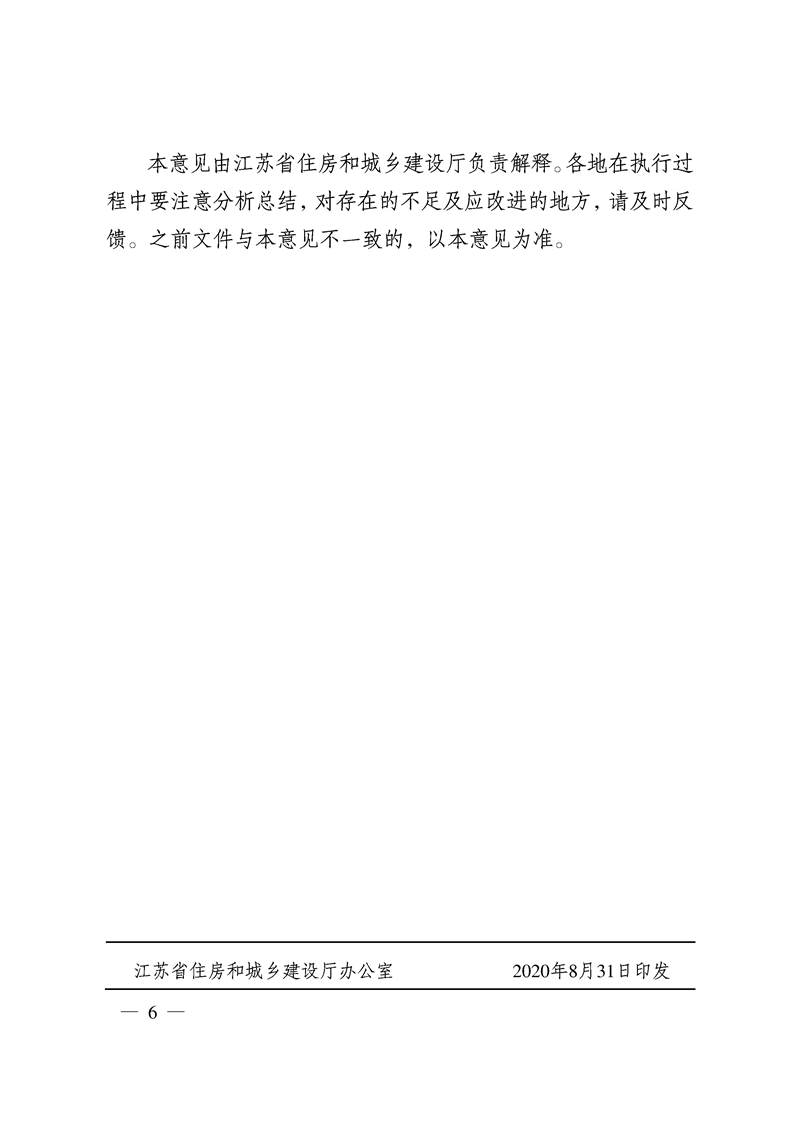 本意见由江苏省住房和城乡建设厅负责解释。各地在执行过
程中要注意分析总结，对存在的不足及应改进的地方，请及时反
馈。之前文件与本意见不一致的，以本意见为准。
江苏省住房和城乡建设厅办公室 2020年8月31日印发
— 6 —